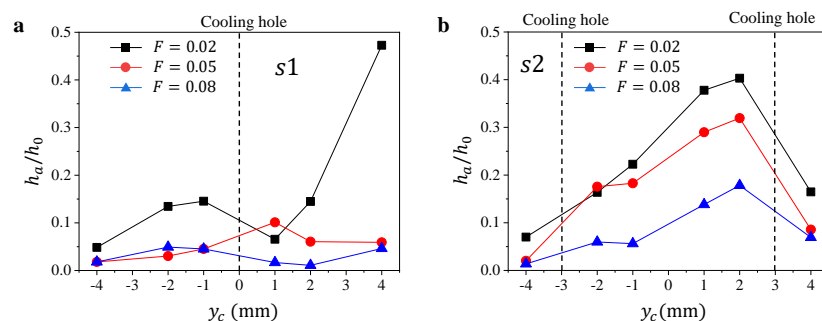 a
Cooling hole
0.5
0.4
0.3
0.2
0.1
0.0
h_a/h_0
F = 0.02
F = 0.05
F = 0.08
s1
-4 -3 -2 -1 0 1 2 3 4
y_c (mm)
b
Cooling hole Cooling hole
0.5
0.4
0.3
0.2
0.1
0.0
h_a/h_0
s2
F = 0.02
F = 0.05
F = 0.08
-4 -3 -2 -1 0 1 2 3 4
y_c (mm)